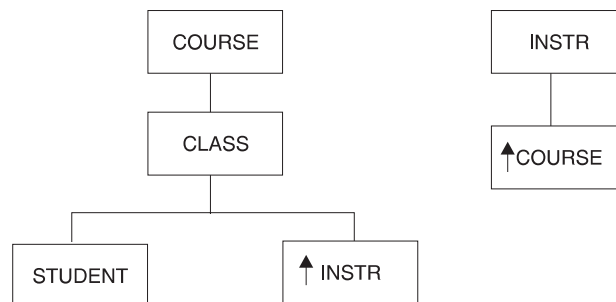 COURSE
INSTR
CLASS
↑COURSE
STUDENT
↑ INSTR